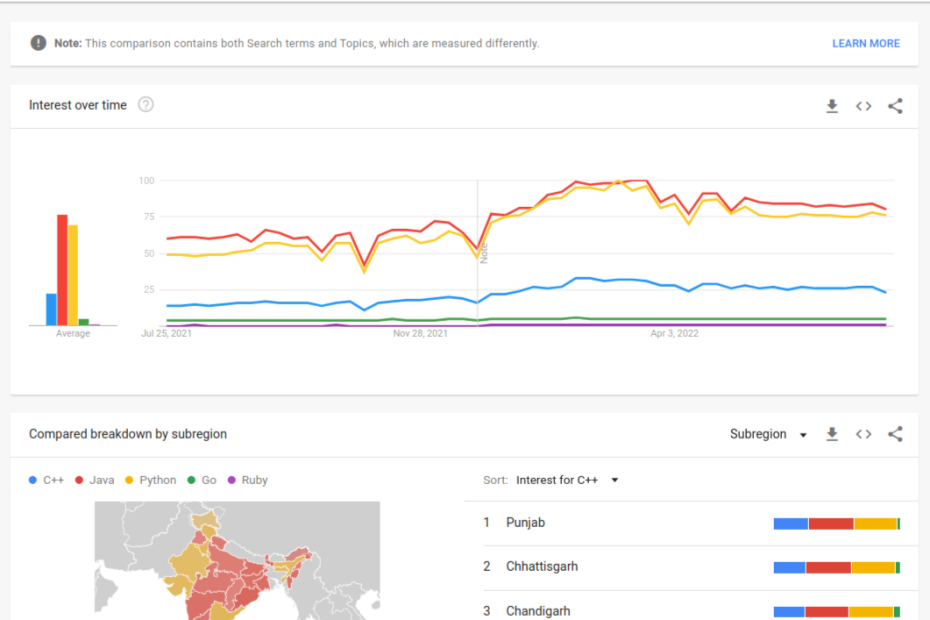 Note: This comparison contains both Search terms and Topics, which are measured differently.
LEARN MORE
Interest over time
100
75
50
25
Note
Average
Jul 25, 2021
Nov 28, 2021
Apr 3, 2022
Compared breakdown by subregion
Subregion
C++ Java Python Go Ruby
Sort: Interest for C++
1 Punjab
2 Chhattisgarh
3 Chandigarh